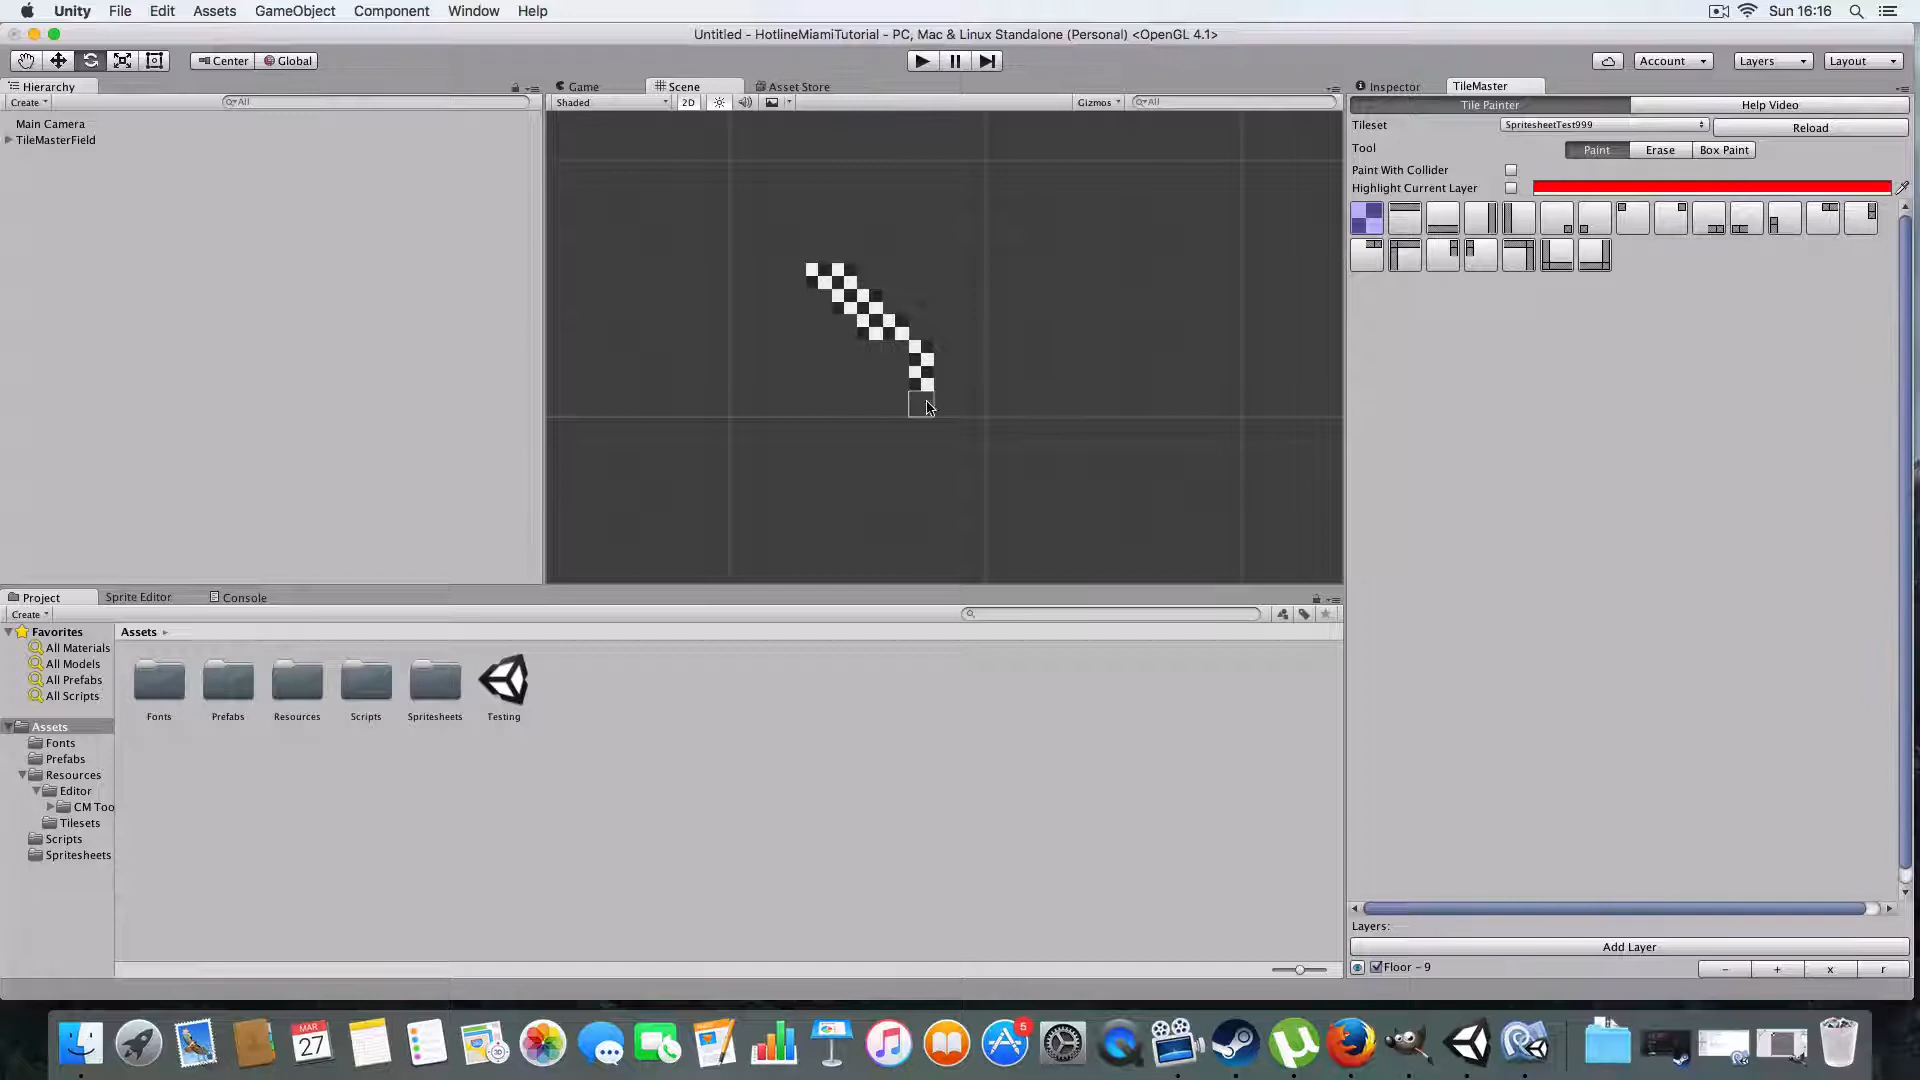 Unity File Edit Assets GameObject Component Window Help
Sun 16:16
Untitled - HotlineMiamiTutorial - PC, Mac & Linux Standalone (Personal) <OpenGL 4.1>
Center Global
Account Layers Layout
Hierarchy
Create All
Main Camera
TileMasterField
Game Scene Asset Store
Shaded 2D Gizmos All
Inspector TileMaster
Tile Painter Help Video
Tileset SpritesheetTest999 Reload
Tool Paint Erase Box Paint
Paint With Collider
Highlight Current Layer
Project Sprite Editor Console
Create
Favorites
All Materials
All Models
All Prefabs
All Scripts
Assets
Fonts
Prefabs
Resources
Editor
CM Too
Tilesets
Scripts
Spritesheets
Assets
Fonts Prefabs Resources Scripts Spritesheets Testing
Layers:
Add Layer
Floor - 9 - + x r
MAR
27
5